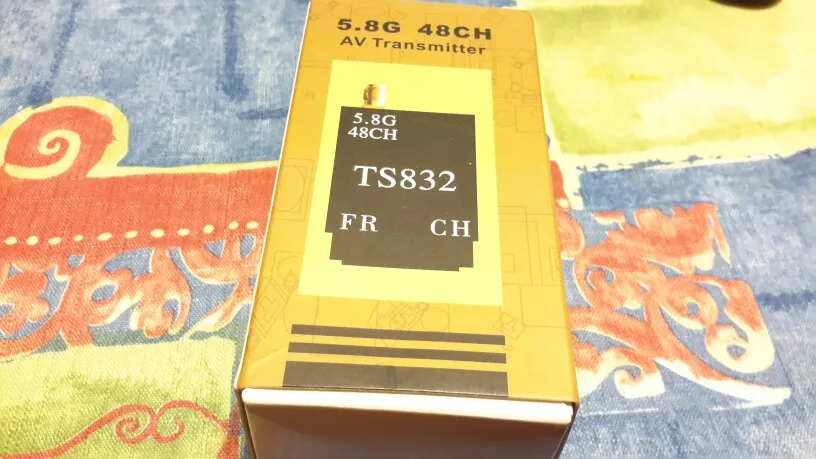 5.8G 48CH
AV Transmitter
5.8G
48CH
TS832
FR CH